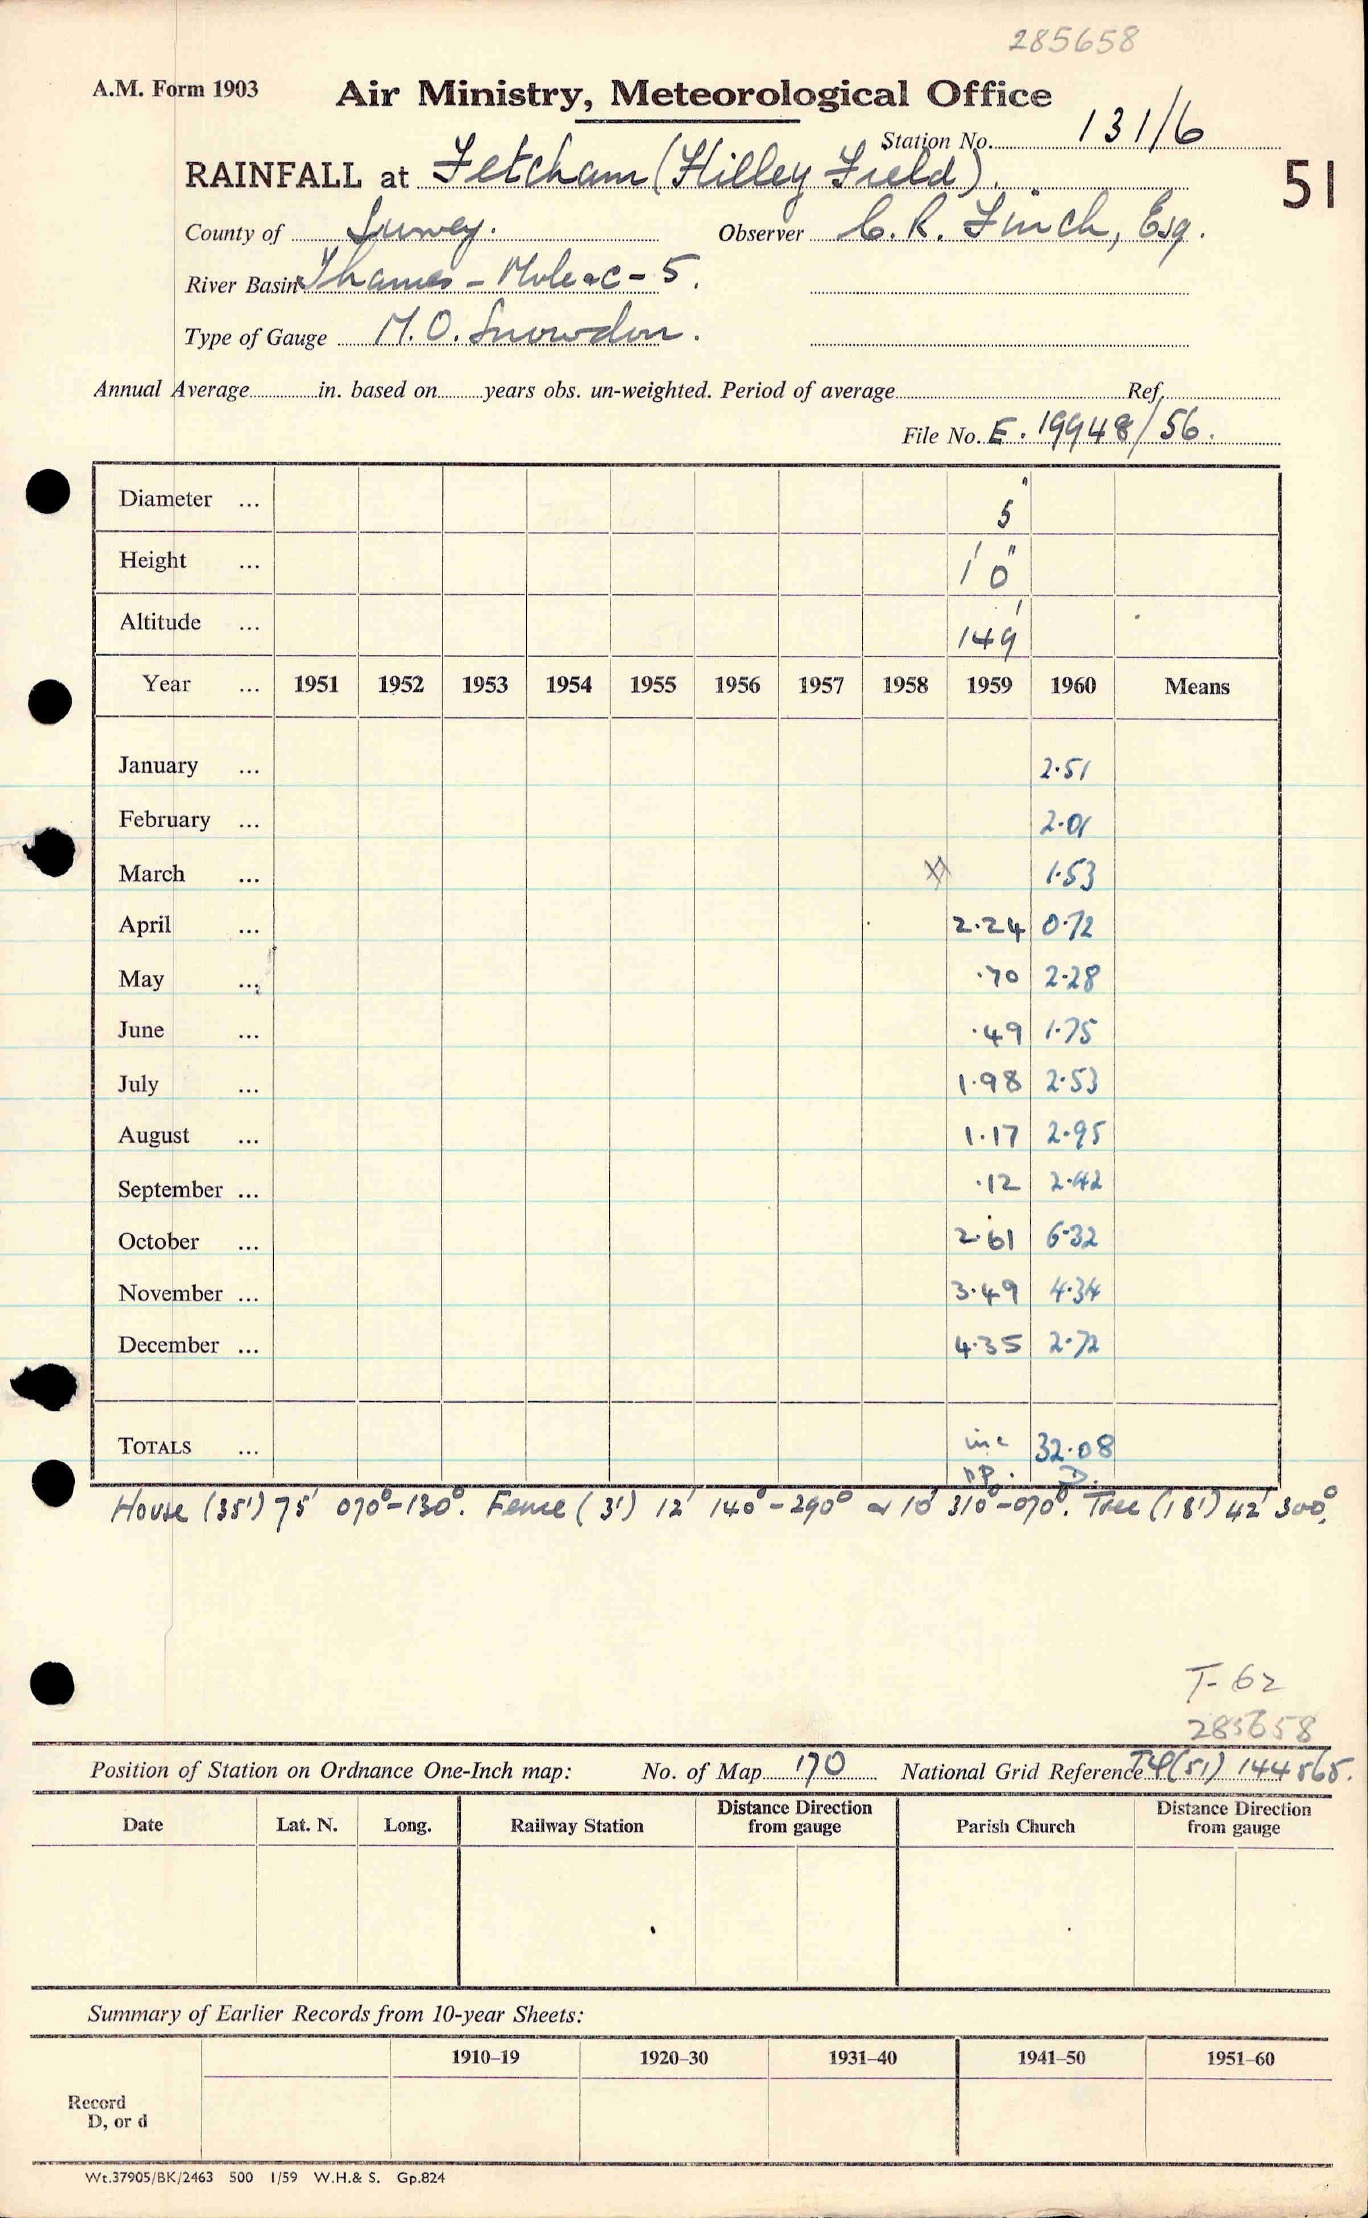 285658
A.M. Form 1903
Air Ministry, Meteorological Office
Station No. 131/6
RAINFALL at Fetcham (Hilley Field).
51
County of Surrey. Observer C. R. Finch, Esq.
River Basin Thames - Mole &c - 5.
Type of Gauge M.O. Snowdon.
Annual Average in. based on years obs. un-weighted. Period of average Ref.
File No. E. 19948/56.
Diameter ... 5"
Height ... 1' 0"
Altitude ... 149'
Year ... 1951 1952 1953 1954 1955 1956 1957 1958 1959 1960 Means
January ... 2.51
February ... 2.01
March ... 1.53
April ... 2.24 0.72
May ... .70 2.28
June ... .49 1.75
July ... 1.98 2.53
August ... 1.17 2.95
September ... .12 2.42
October ... 2.61 6.32
November ... 3.49 4.34
December ... 4.35 2.72
TOTALS ... inc 32.08
D.
House (35') 75' 070°-130°. Fence (3') 12' 140°-290° & 10' 310°-070°. Tree (18') 42' 300°.
T-62
285658
Position of Station on Ordnance One-Inch map: No. of Map 170 National Grid Reference (51) 144565.
Date Lat. N. Long. Railway Station Distance Direction from gauge Parish Church Distance Direction from gauge
Summary of Earlier Records from 10-year Sheets:
1910–19 1920–30 1931–40 1941–50 1951–60
Record
D, or d
Wt.37905/BK/2463 500 1/59 W.H.& S. Gp.824